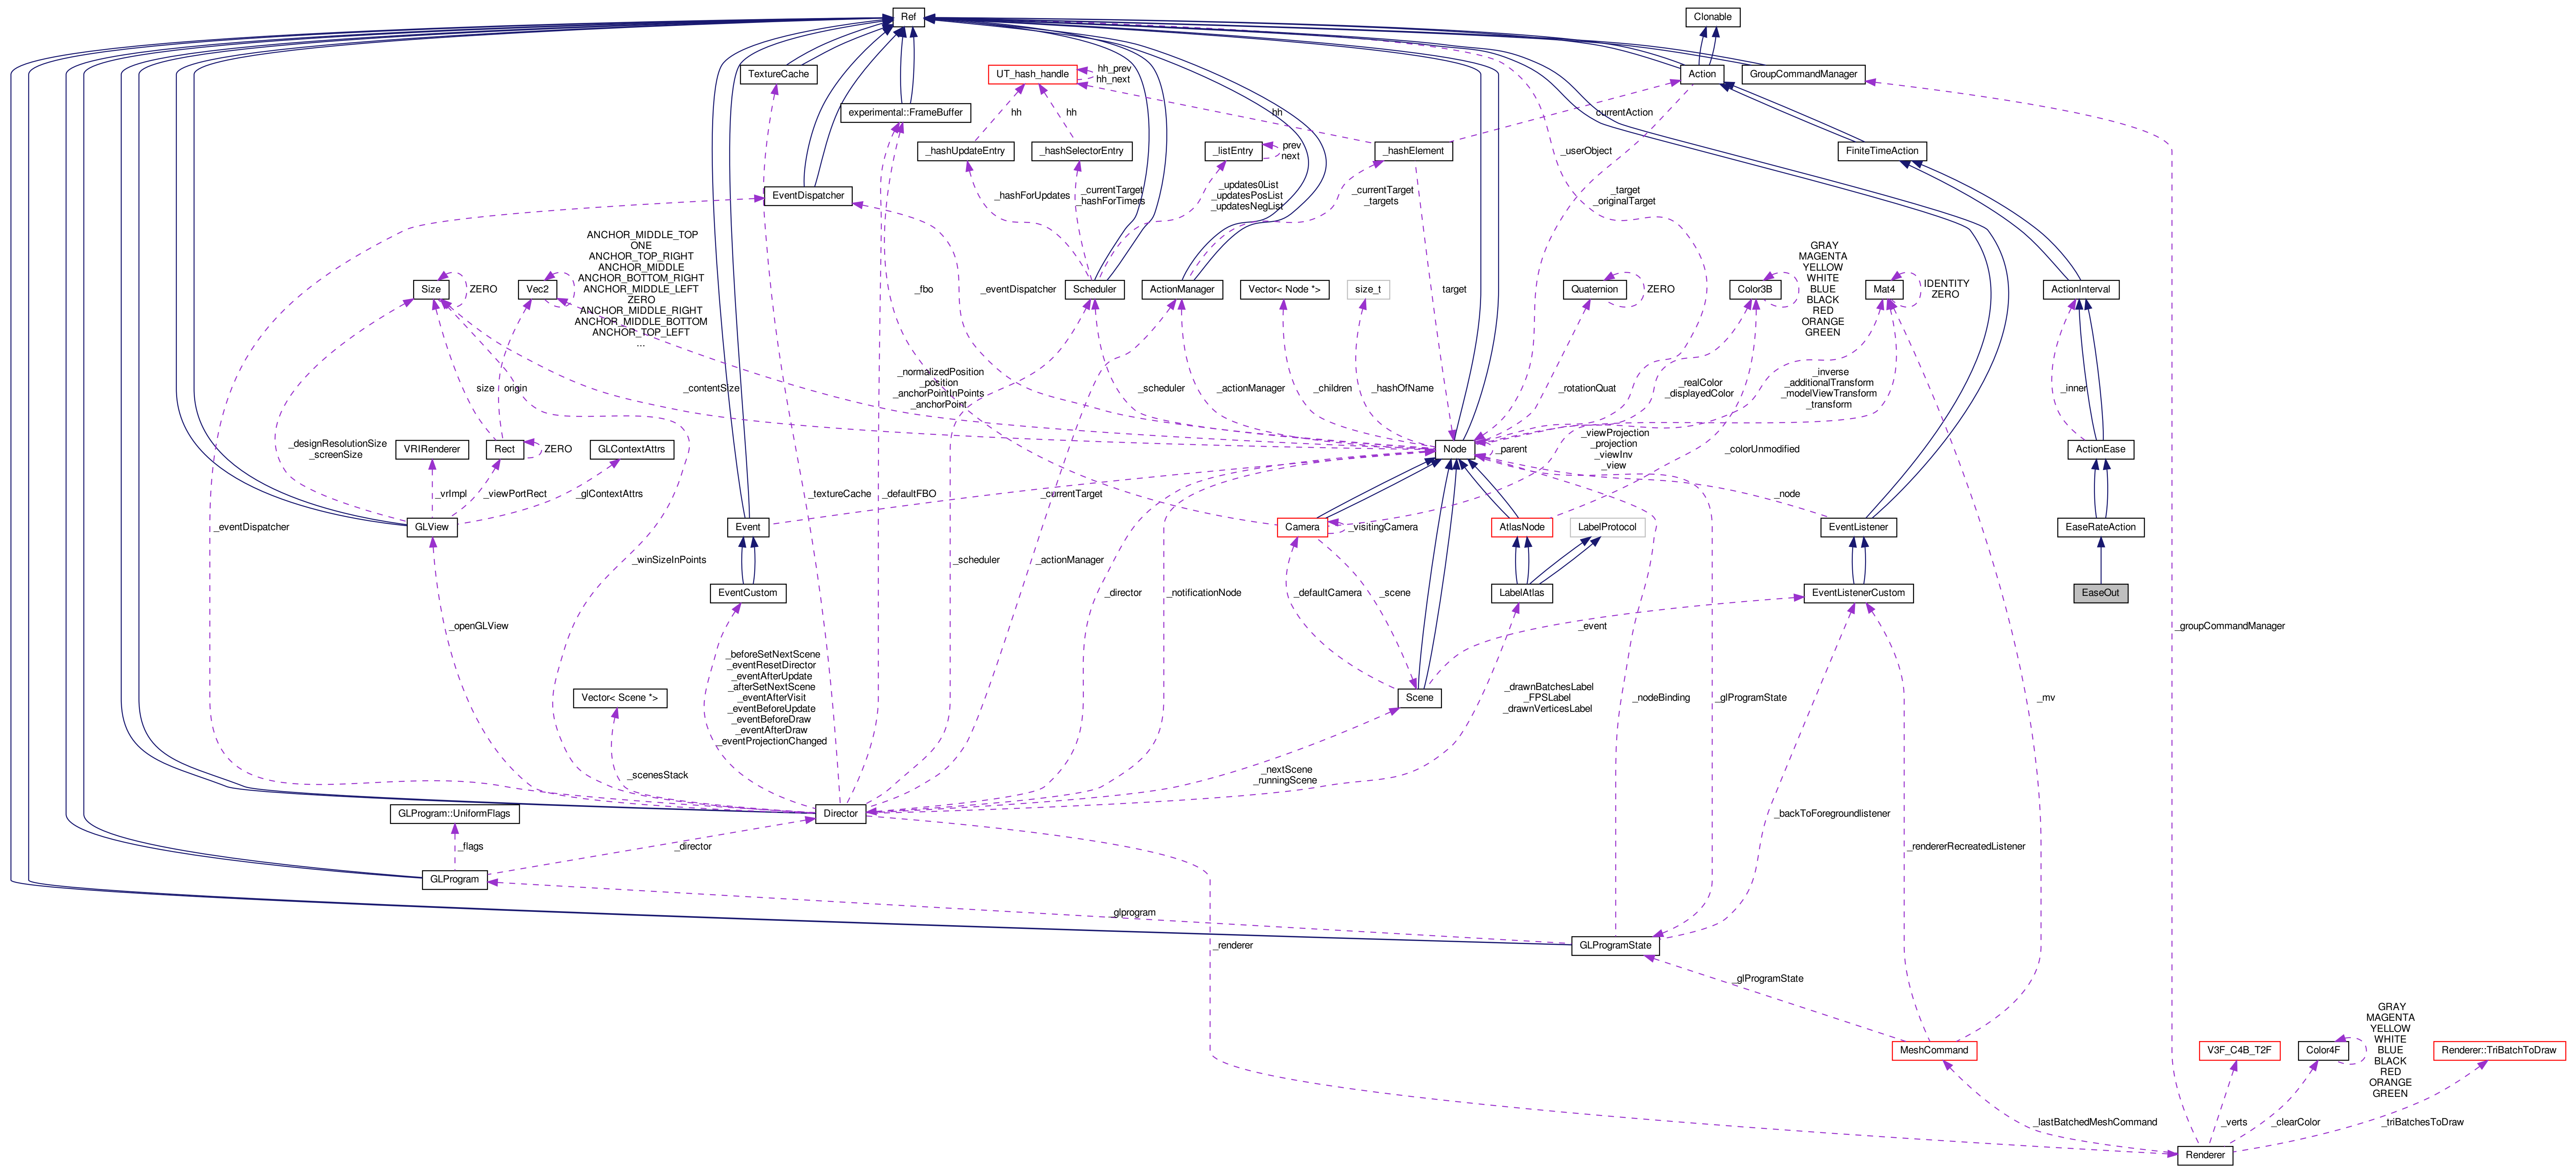 Ref
Clonable
TextureCache
UT_hash_handle
hh_prev
hh_next
Action
GroupCommandManager
experimental::FrameBuffer
hh
hh
hh
currentAction
_hashUpdateEntry
_hashSelectorEntry
_listEntry
prev
next
_hashElement
_userObject
FiniteTimeAction
EventDispatcher
_hashForUpdates
_currentTarget
_hashForTimers
_updates0List
_updatesPosList
_updatesNegList
_currentTarget
_targets
_target
_originalTarget
ANCHOR_MIDDLE_TOP
ONE
ANCHOR_TOP_RIGHT
ANCHOR_MIDDLE
ANCHOR_BOTTOM_RIGHT
ANCHOR_MIDDLE_LEFT
ZERO
ANCHOR_MIDDLE_RIGHT
ANCHOR_MIDDLE_BOTTOM
ANCHOR_TOP_LEFT
...
GRAY
MAGENTA
YELLOW
WHITE
BLUE
BLACK
RED
ORANGE
GREEN
Size
ZERO
Vec2
_fbo
_eventDispatcher
Scheduler
ActionManager
Vector< Node *>
size_t
target
Quaternion
ZERO
Color3B
Mat4
IDENTITY
ZERO
ActionInterval
size
origin
_contentSize
_normalizedPosition
_position
_anchorPointInPoints
_anchorPoint
_scheduler
_actionManager
_children
_hashOfName
_rotationQuat
_realColor
_displayedColor
_inverse
_additionalTransform
_modelViewTransform
_transform
_inner
_designResolutionSize
_screenSize
VRIRenderer
Rect
ZERO
GLContextAttrs
Node
_parent
_viewProjection
_projection
_viewInv
_view
_colorUnmodified
ActionEase
_vrImpl
_viewPortRect
_glContextAttrs
_textureCache
_defaultFBO
_currentTarget
_node
_eventDispatcher
GLView
Event
Camera
_visitingCamera
AtlasNode
LabelProtocol
EventListener
EaseRateAction
_winSizeInPoints
_scheduler
_actionManager
EventCustom
_director
_notificationNode
_defaultCamera
_scene
LabelAtlas
EventListenerCustom
EaseOut
_openGLView
_event
_groupCommandManager
_beforeSetNextScene
_eventResetDirector
_eventAfterUpdate
_afterSetNextScene
_eventAfterVisit
_eventBeforeUpdate
_eventBeforeDraw
_eventAfterDraw
_eventProjectionChanged
Vector< Scene *>
Scene
_drawnBatchesLabel
_FPSLabel
_drawnVerticesLabel
_nodeBinding
_glProgramState
_mv
_scenesStack
_nextScene
_runningScene
GLProgram::UniformFlags
Director
_backToForegroundlistener
_flags
_director
_rendererRecreatedListener
GLProgram
_glprogram
_renderer
GLProgramState
_glProgramState
GRAY
MAGENTA
YELLOW
WHITE
BLUE
BLACK
RED
ORANGE
GREEN
MeshCommand
V3F_C4B_T2F
Color4F
Renderer::TriBatchToDraw
_lastBatchedMeshCommand
_verts
_clearColor
_triBatchesToDraw
Renderer